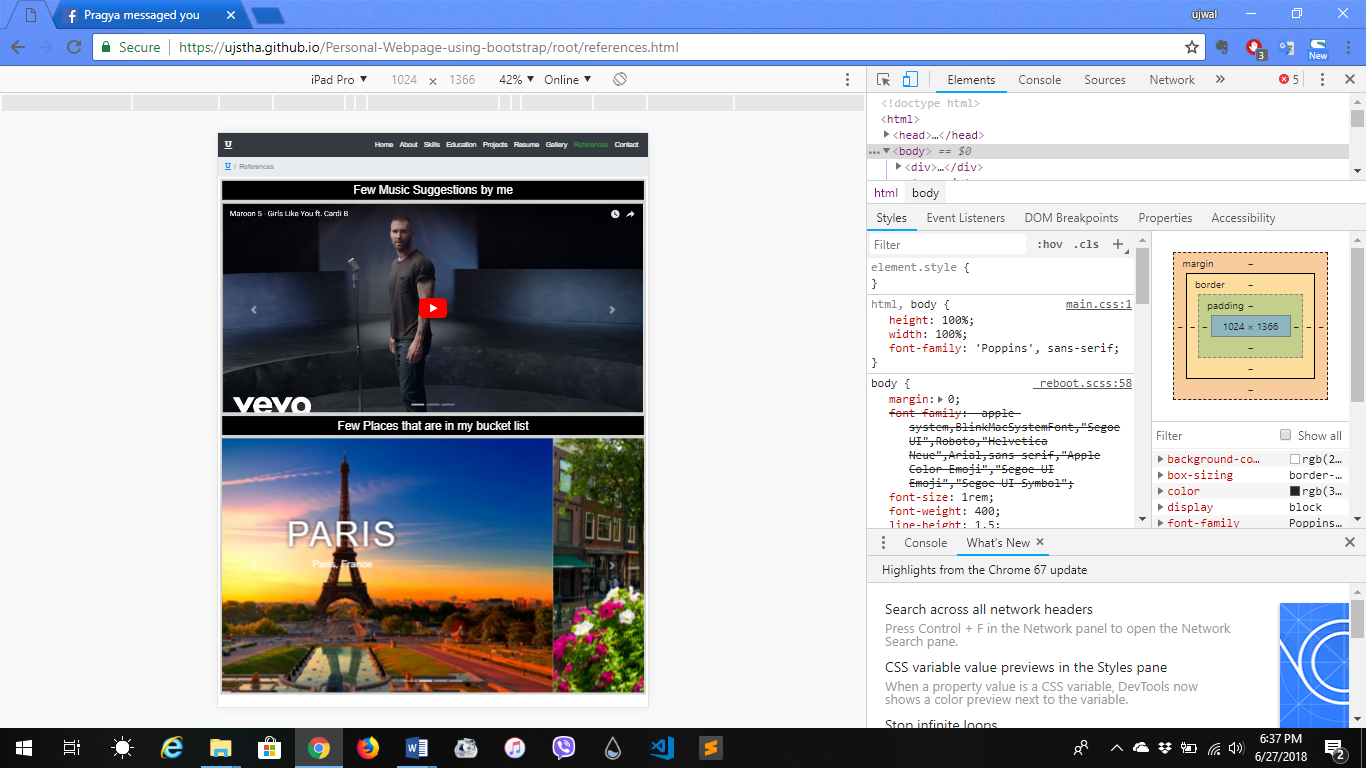 Pragya messaged you
ujwal
Secure
https://ujstha.github.io/Personal-Webpage-using-bootstrap/root/references.html
3
New
iPad Pro ▼ 1024 × 1366 42% ▼ Online ▼
Elements Console Sources Network » 5
<!doctype html>
<html>
<head>…</head>
… <body> == $0
<div>…</div>
html body
Styles Event Listeners DOM Breakpoints Properties Accessibility
Filter :hov .cls +
element.style {
}
html, body { main.css:1
height: 100%;
width: 100%;
font-family: 'Poppins', sans-serif;
}
body { _reboot.scss:58
margin: 0;
font-family: -apple-
system,BlinkMacSystemFont,"Segoe
UI",Roboto,"Helvetica
Neue",Arial,sans-serif,"Apple
Color Emoji","Segoe UI
Emoji","Segoe UI Symbol";
font-size: 1rem;
font-weight: 400;
line-height: 1.5;
margin –
border –
padding –
– – – 1024 × 1366 – – –
–
–
–
Filter Show all
background-co… rgb(2…
box-sizing border-…
color rgb(3…
display block
font-family Poppins…
Console What's New ×
Highlights from the Chrome 67 update
Search across all network headers
Press Control + F in the Network panel to open the Network
Search pane.
CSS variable value previews in the Styles pane
When a property value is a CSS variable, DevTools now
shows a color preview next to the variable.
Stop infinite loops
U Home About Skills Education Projects Resume Gallery References Contact
U / References
Few Music Suggestions by me
Maroon 5 - Girls Like You ft. Cardi B
vevo
Few Places that are in my bucket list
PARIS
Paris, France
6:37 PM
6/27/2018
2